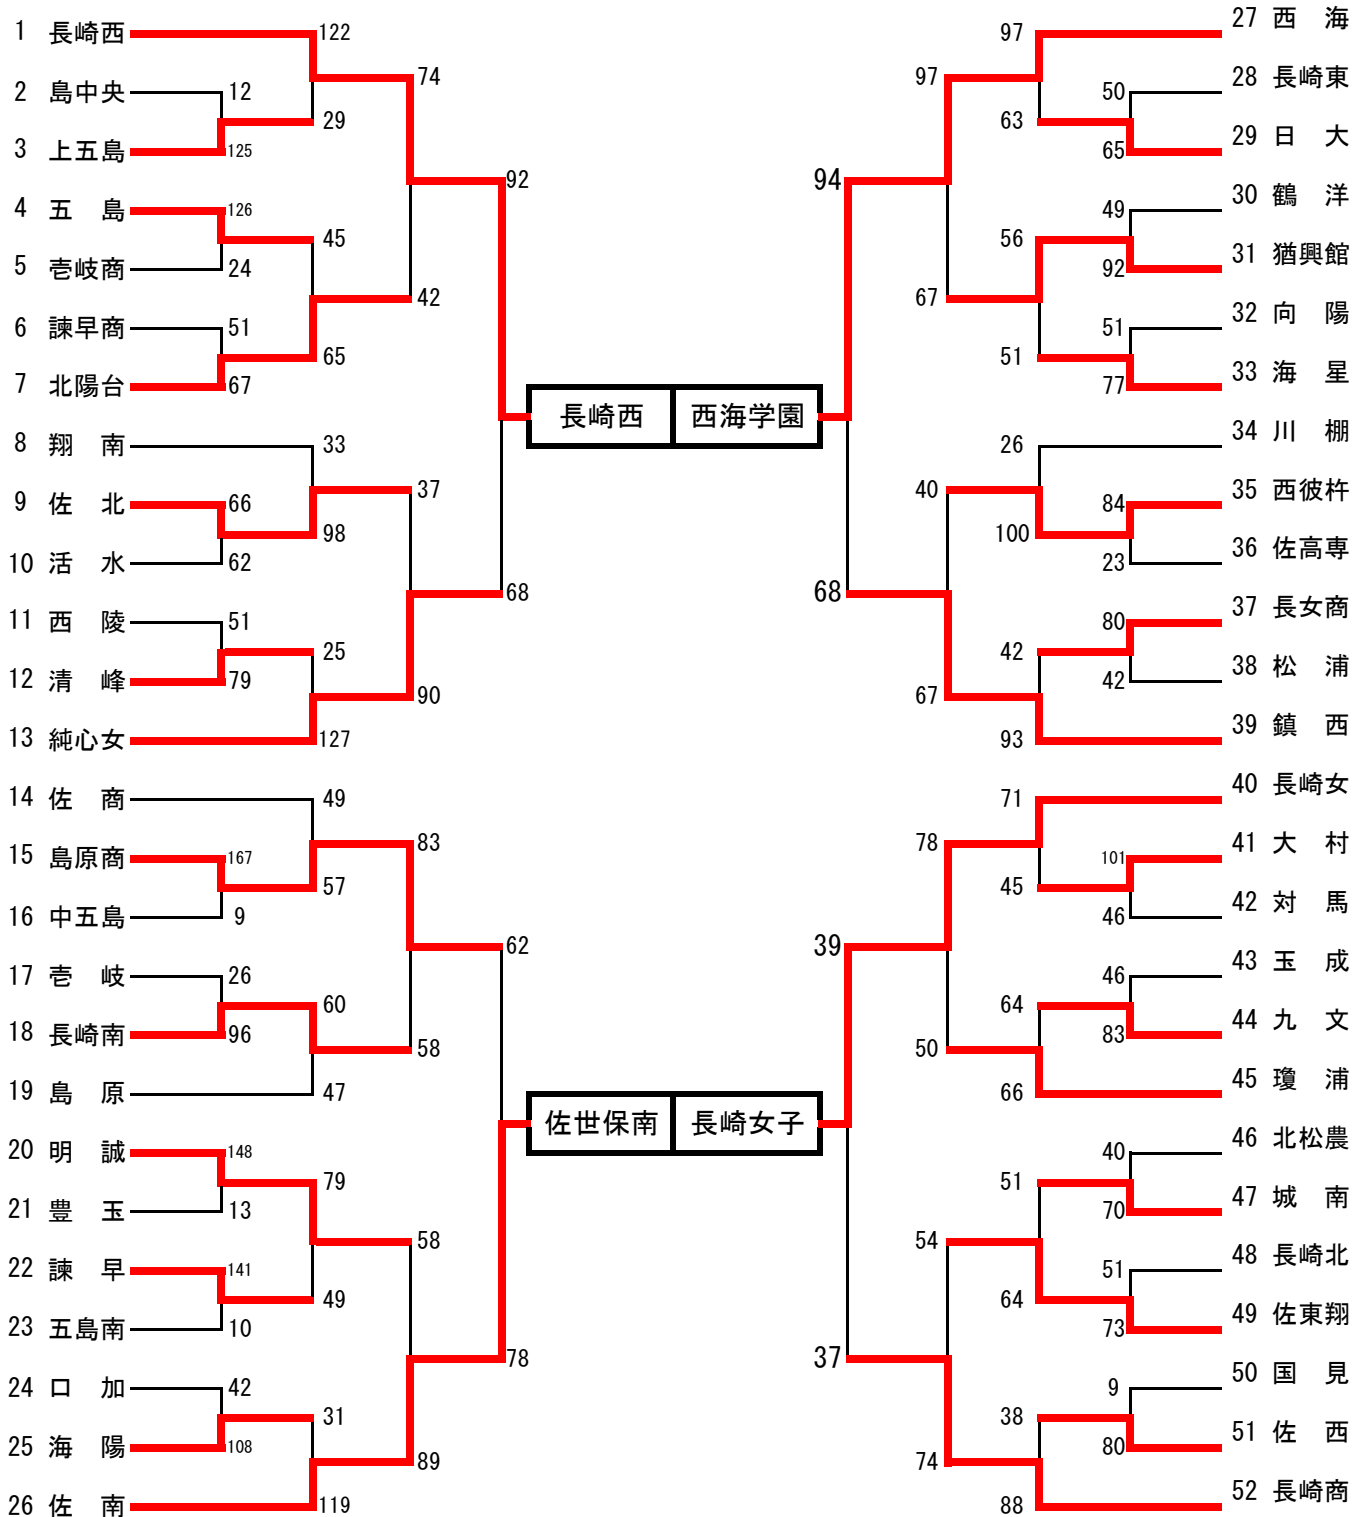 1 長崎西
2 島中央
3 上五島
4 五 島
5 壱岐商
6 諫早商
7 北陽台
8 翔 南
9 佐 北
10 活 水
11 西 陵
12 清 峰
13 純心女
14 佐 商
15 島原商
16 中五島
17 壱 岐
18 長崎南
19 島 原
20 明 誠
21 豊 玉
22 諫 早
23 五島南
24 口 加
25 海 陽
26 佐 南
12
125
126
24
51
67
66
62
51
79
167
9
26
96
148
13
141
10
42
108
122
29
45
65
33
98
25
127
49
57
60
47
79
49
31
119
74
42
37
90
83
58
58
89
92
68
62
78
長崎西 西海学園
佐世保南 長崎女子
94
68
39
37
97
67
40
67
78
50
54
74
97
63
56
51
26
100
42
93
71
45
64
66
51
64
38
88
50
65
49
92
51
77
84
23
80
42
101
46
46
83
40
70
51
73
9
80
27 西 海
28 長崎東
29 日 大
30 鶴 洋
31 猶興館
32 向 陽
33 海 星
34 川 棚
35 西彼杵
36 佐高専
37 長女商
38 松 浦
39 鎮 西
40 長崎女
41 大 村
42 対 馬
43 玉 成
44 九 文
45 瓊 浦
46 北松農
47 城 南
48 長崎北
49 佐東翔
50 国 見
51 佐 西
52 長崎商